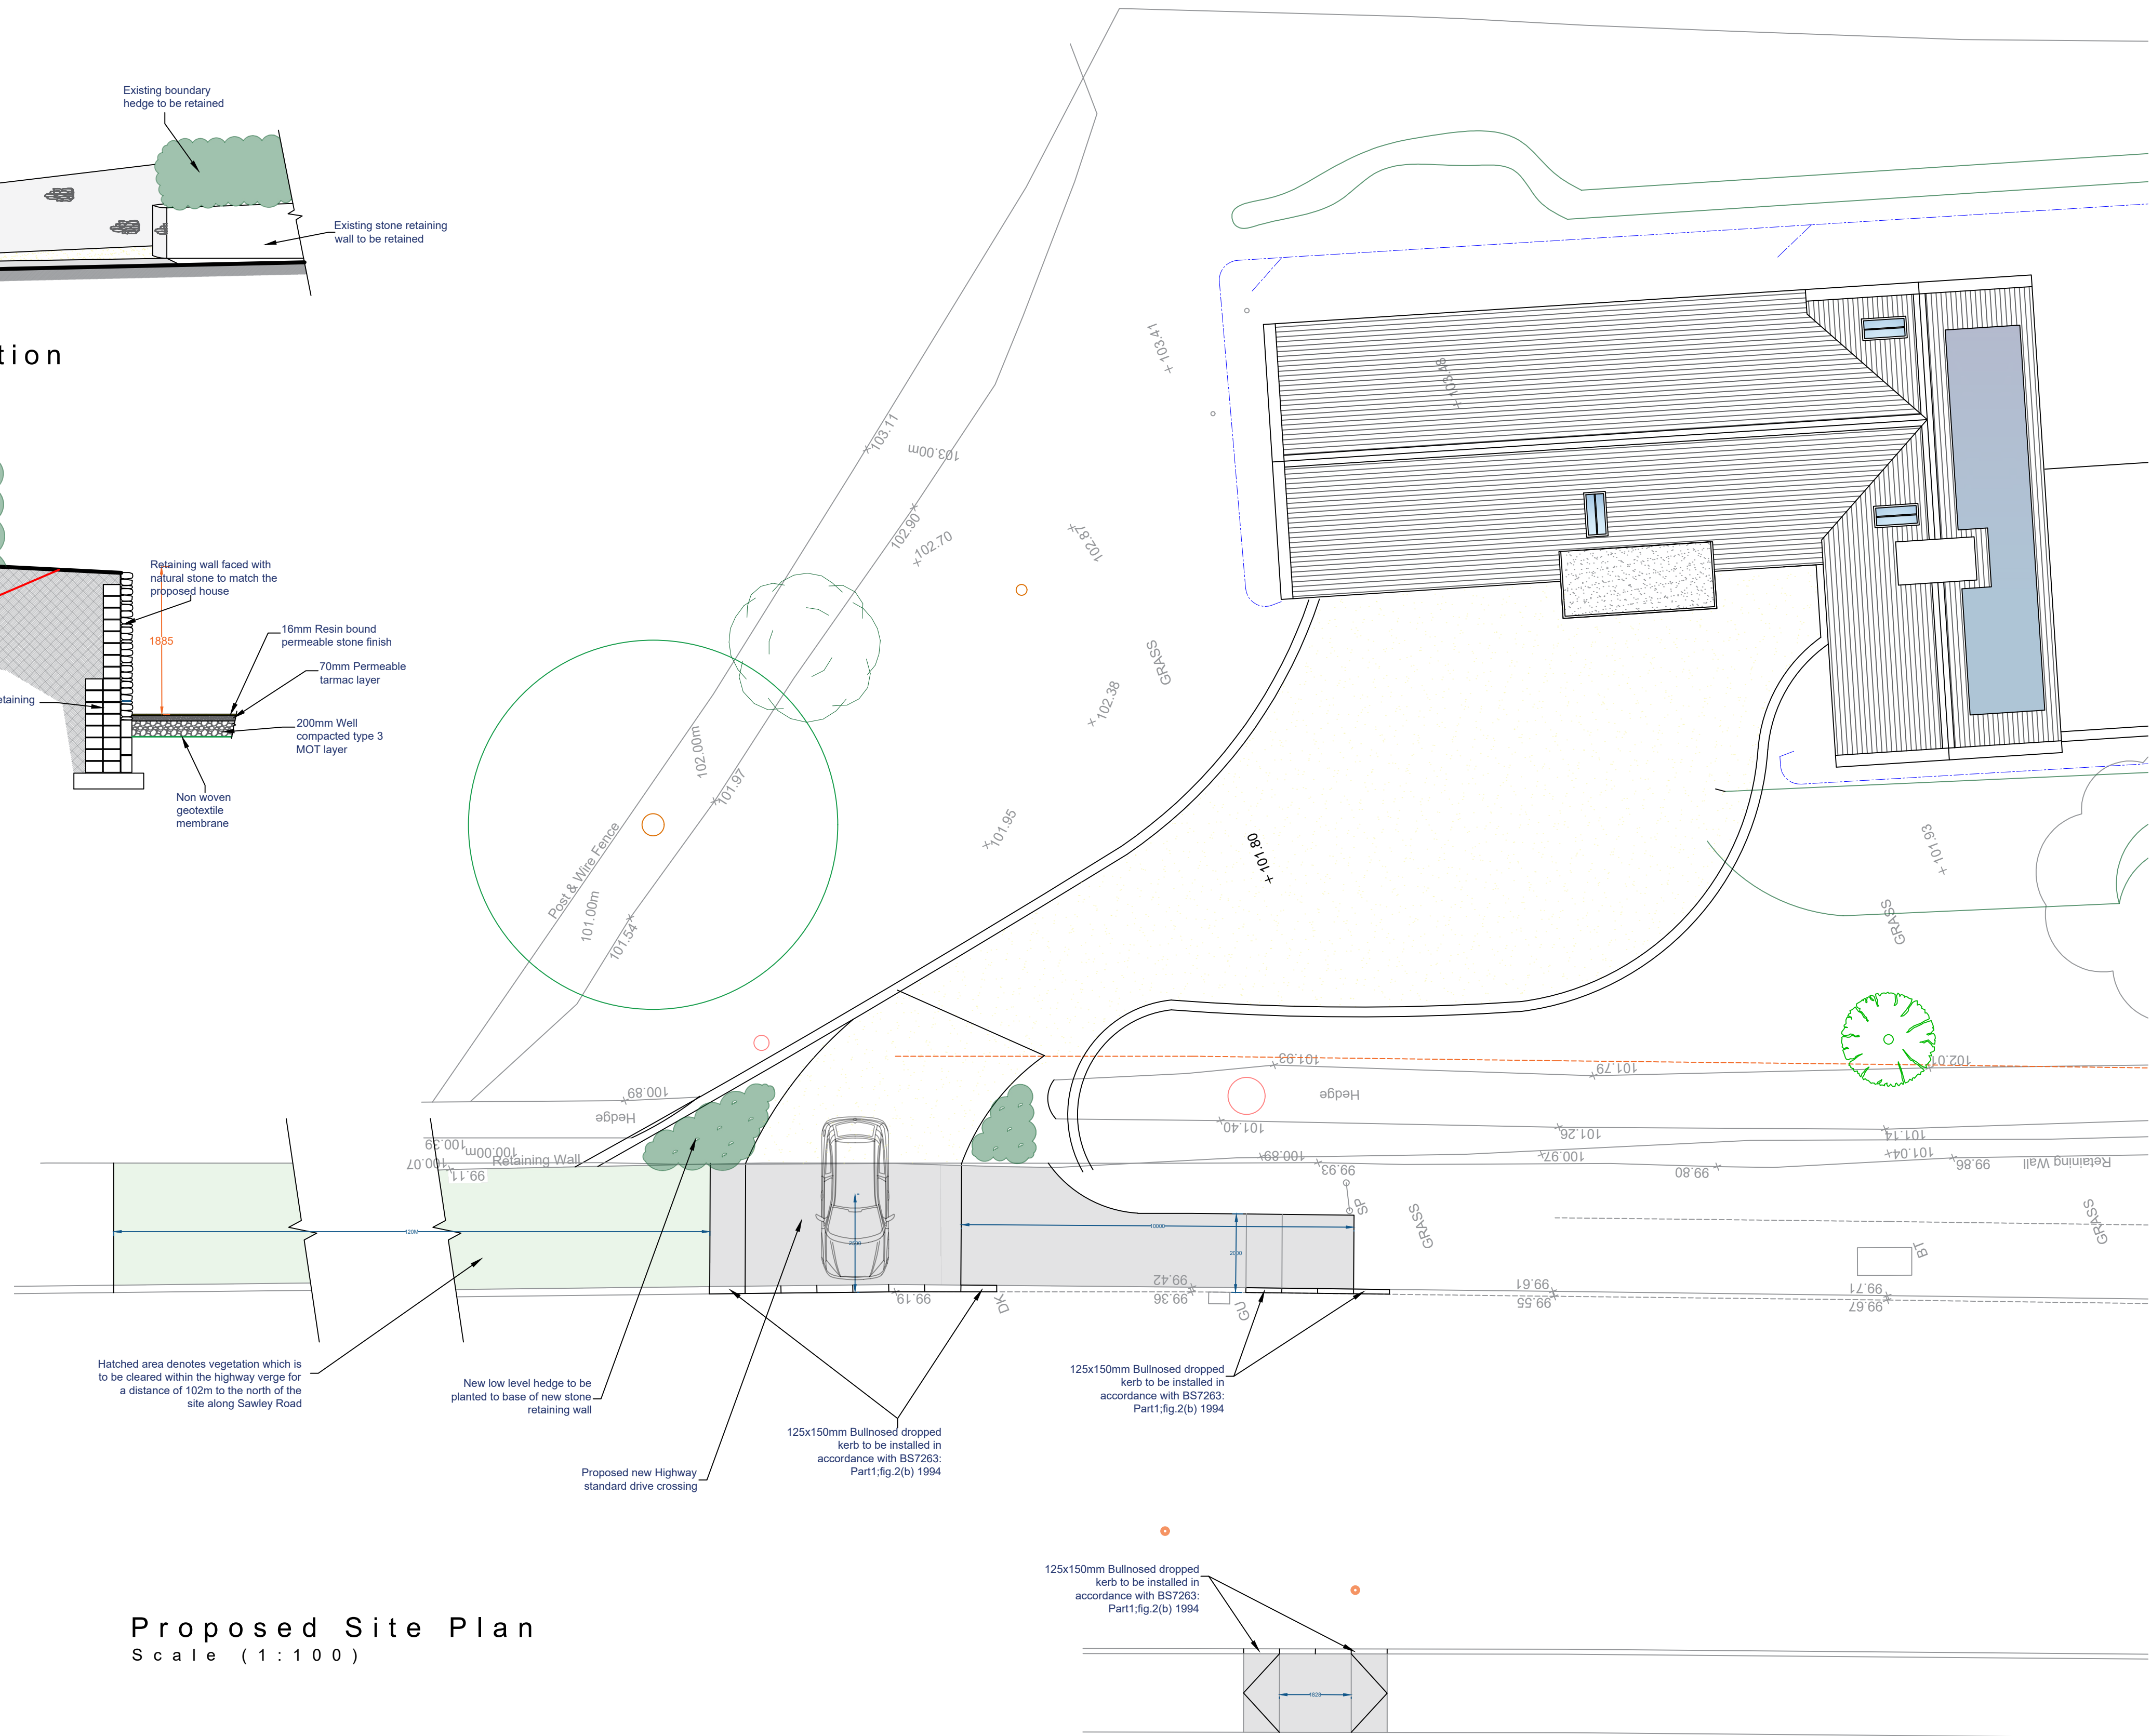 Existing boundary
hedge to be retained
Existing stone retaining
wall to be retained
tion
Retaining wall faced with
natural stone to match the
proposed house
1885
16mm Resin bound
permeable stone finish
70mm Permeable
tarmac layer
etaining
200mm Well
compacted type 3
MOT layer
Non woven
geotextile
membrane
103.41
103.48
103.11
103.00m
102.90
102.70
102.87
GRASS
102.38
102.00m
101.97
101.95
Post & Wire Fence
101.00m
101.54
101.80
101.93
GRASS
101.93
101.79
102.01
100.89
Hedge
Hedge
101.40
101.26
101.14
100.39
100.00m
100.07
99.11
Retaining Wall
100.89
99.93
100.97
99.80
101.04
99.86
Retaining Wall
SP
GRASS
GRASS
120M
2800
10000
2000
BT
99.42
99.19
DK
99.36
GU
99.61
99.55
99.71
99.67
Hatched area denotes vegetation which is
to be cleared within the highway verge for
a distance of 102m to the north of the
site along Sawley Road
New low level hedge to be
planted to base of new stone
retaining wall
Proposed new Highway
standard drive crossing
125x150mm Bullnosed dropped
kerb to be installed in
accordance with BS7263:
Part1;fig.2(b) 1994
125x150mm Bullnosed dropped
kerb to be installed in
accordance with BS7263:
Part1;fig.2(b) 1994
125x150mm Bullnosed dropped
kerb to be installed in
accordance with BS7263:
Part1;fig.2(b) 1994
1828
Proposed Site Plan
Scale (1:100)